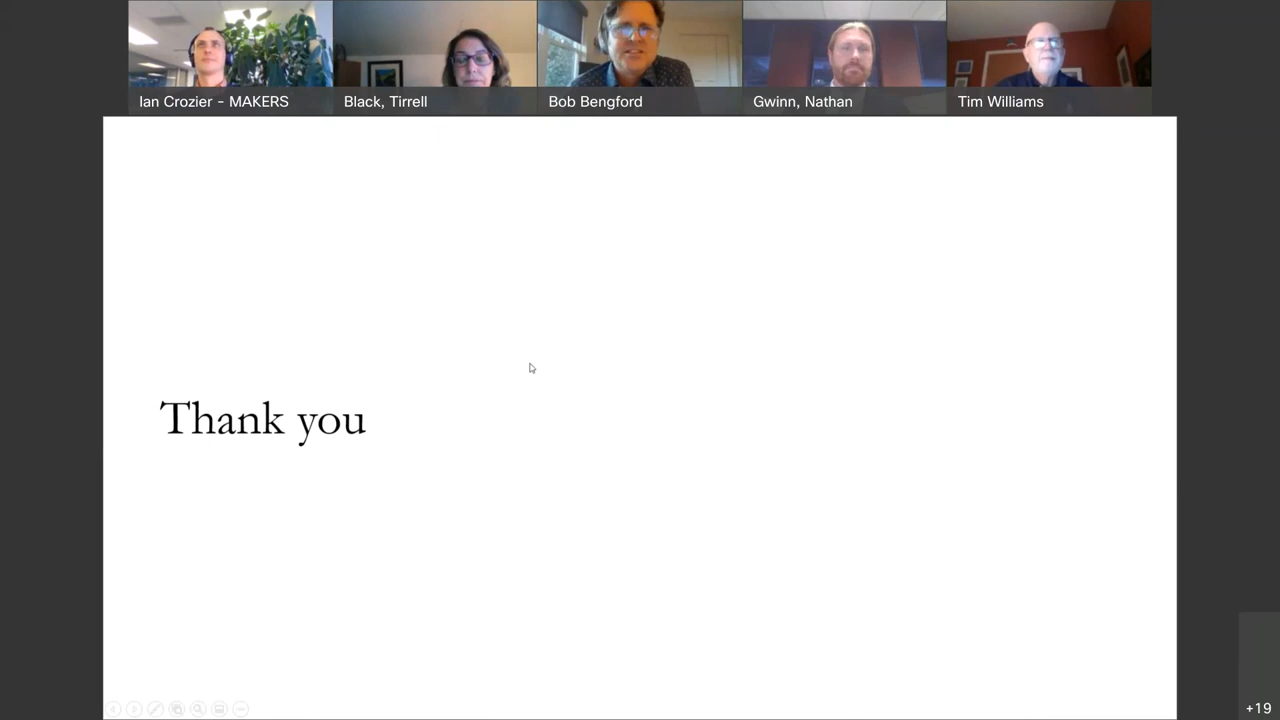 Ian Crozier - MAKERS
Black, Tirrell
Bob Bengford
Gwinn, Nathan
Tim Williams
Thank you
+19